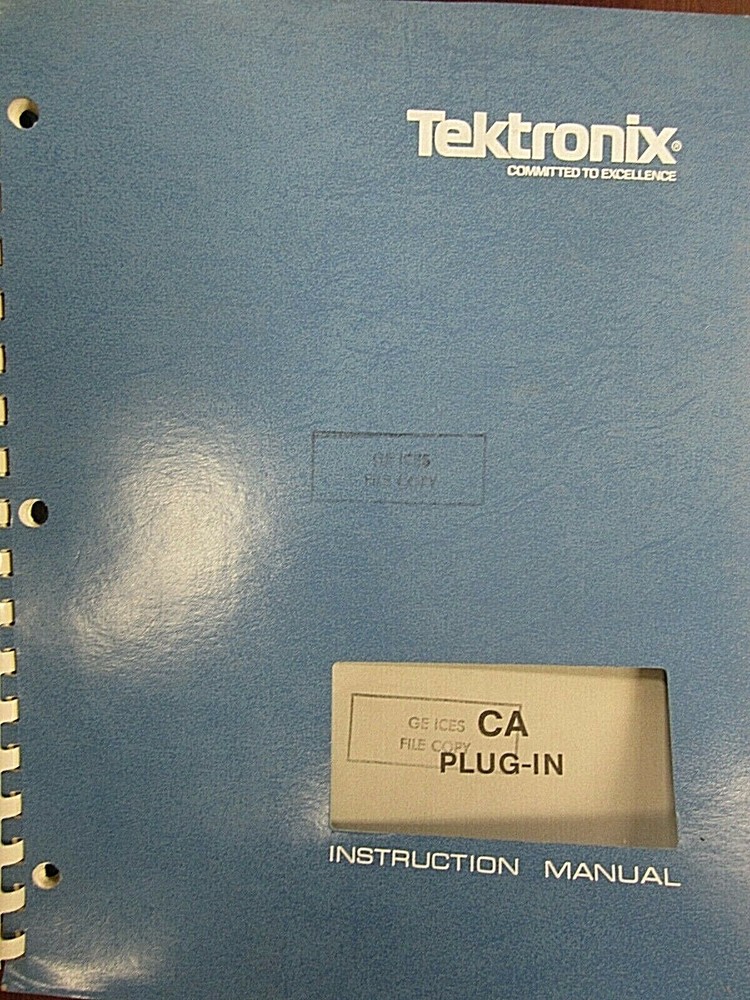 Tektronix®
COMMITTED TO EXCELLENCE
GE ICES
FILE COPY
GE ICES CA
FILE COPY
PLUG-IN
INSTRUCTION MANUAL